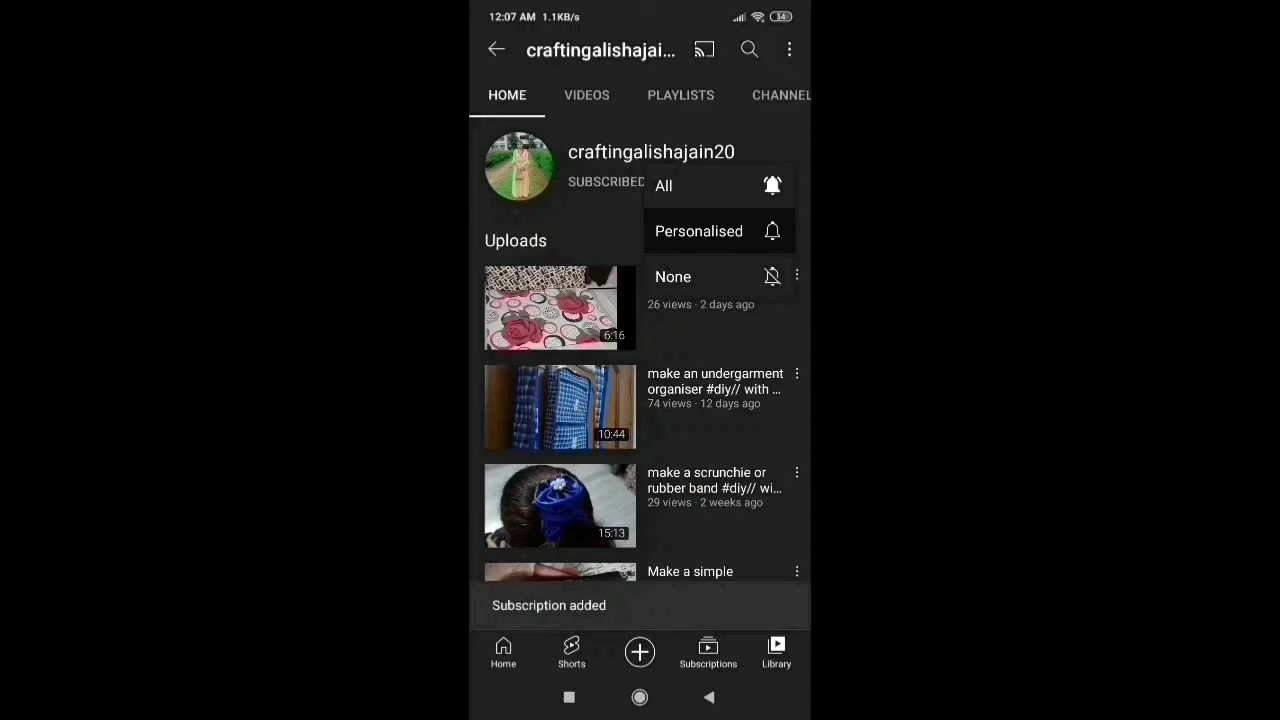 12:07 AM 1.1KB/s
54
craftingalishajai...
HOME VIDEOS PLAYLISTS CHANNEL
craftingalishajain20
SUBSCRIBED
All
Personalised
None
Uploads
6:16
26 views · 2 days ago
10:44
make an undergarment
organiser #diy// with ...
74 views · 12 days ago
15:13
make a scrunchie or
rubber band #diy// wi...
29 views · 2 weeks ago
Make a simple
Subscription added
Home Shorts Subscriptions Library